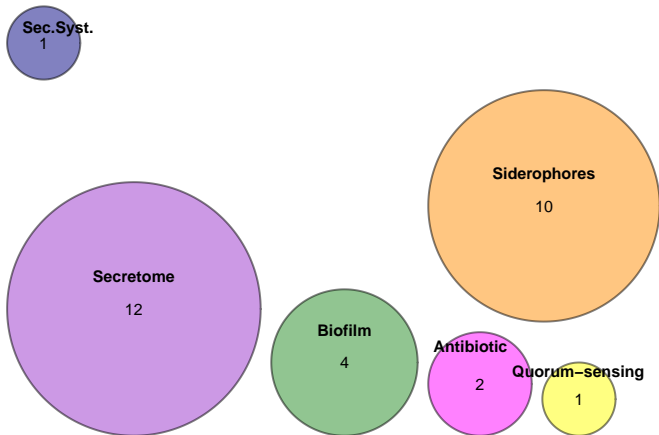 Sec.Syst.
1
Siderophores
10
Secretome
12
Biofilm
4
Antibiotic
2
Quorum−sensing
1